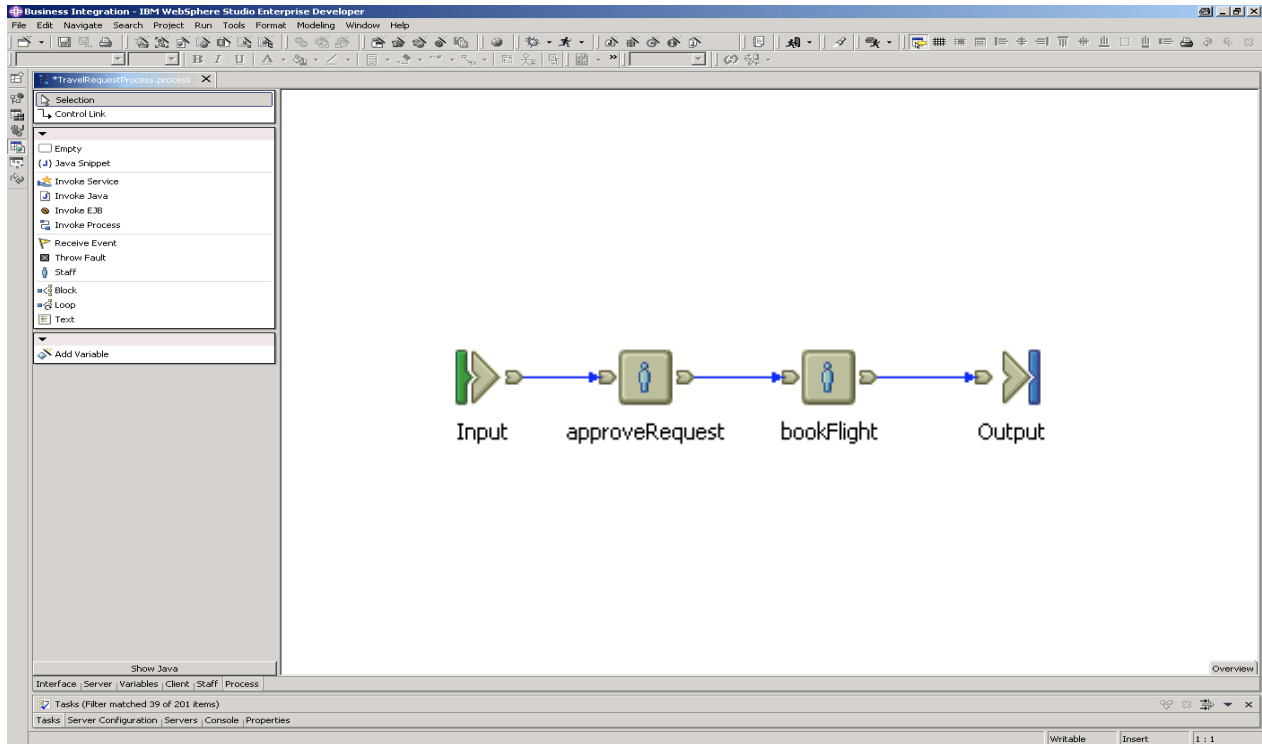 Business Integration - IBM WebSphere Studio Enterprise Developer
File Edit Navigate Search Project Run Tools Format Modeling Window Help
B I U A
*TravelRequestProcess.process
Selection
Control Link
Empty
{J} Java Snippet
Invoke Service
Invoke Java
Invoke EJB
Invoke Process
Receive Event
Throw Fault
Staff
Block
Loop
Text
Add Variable
Input approveRequest bookFlight Output
Show Java
Overview
Interface Server Variables Client Staff Process
Tasks (Filter matched 39 of 201 items)
Tasks Server Configuration Servers Console Properties
Writable Insert 1 : 1